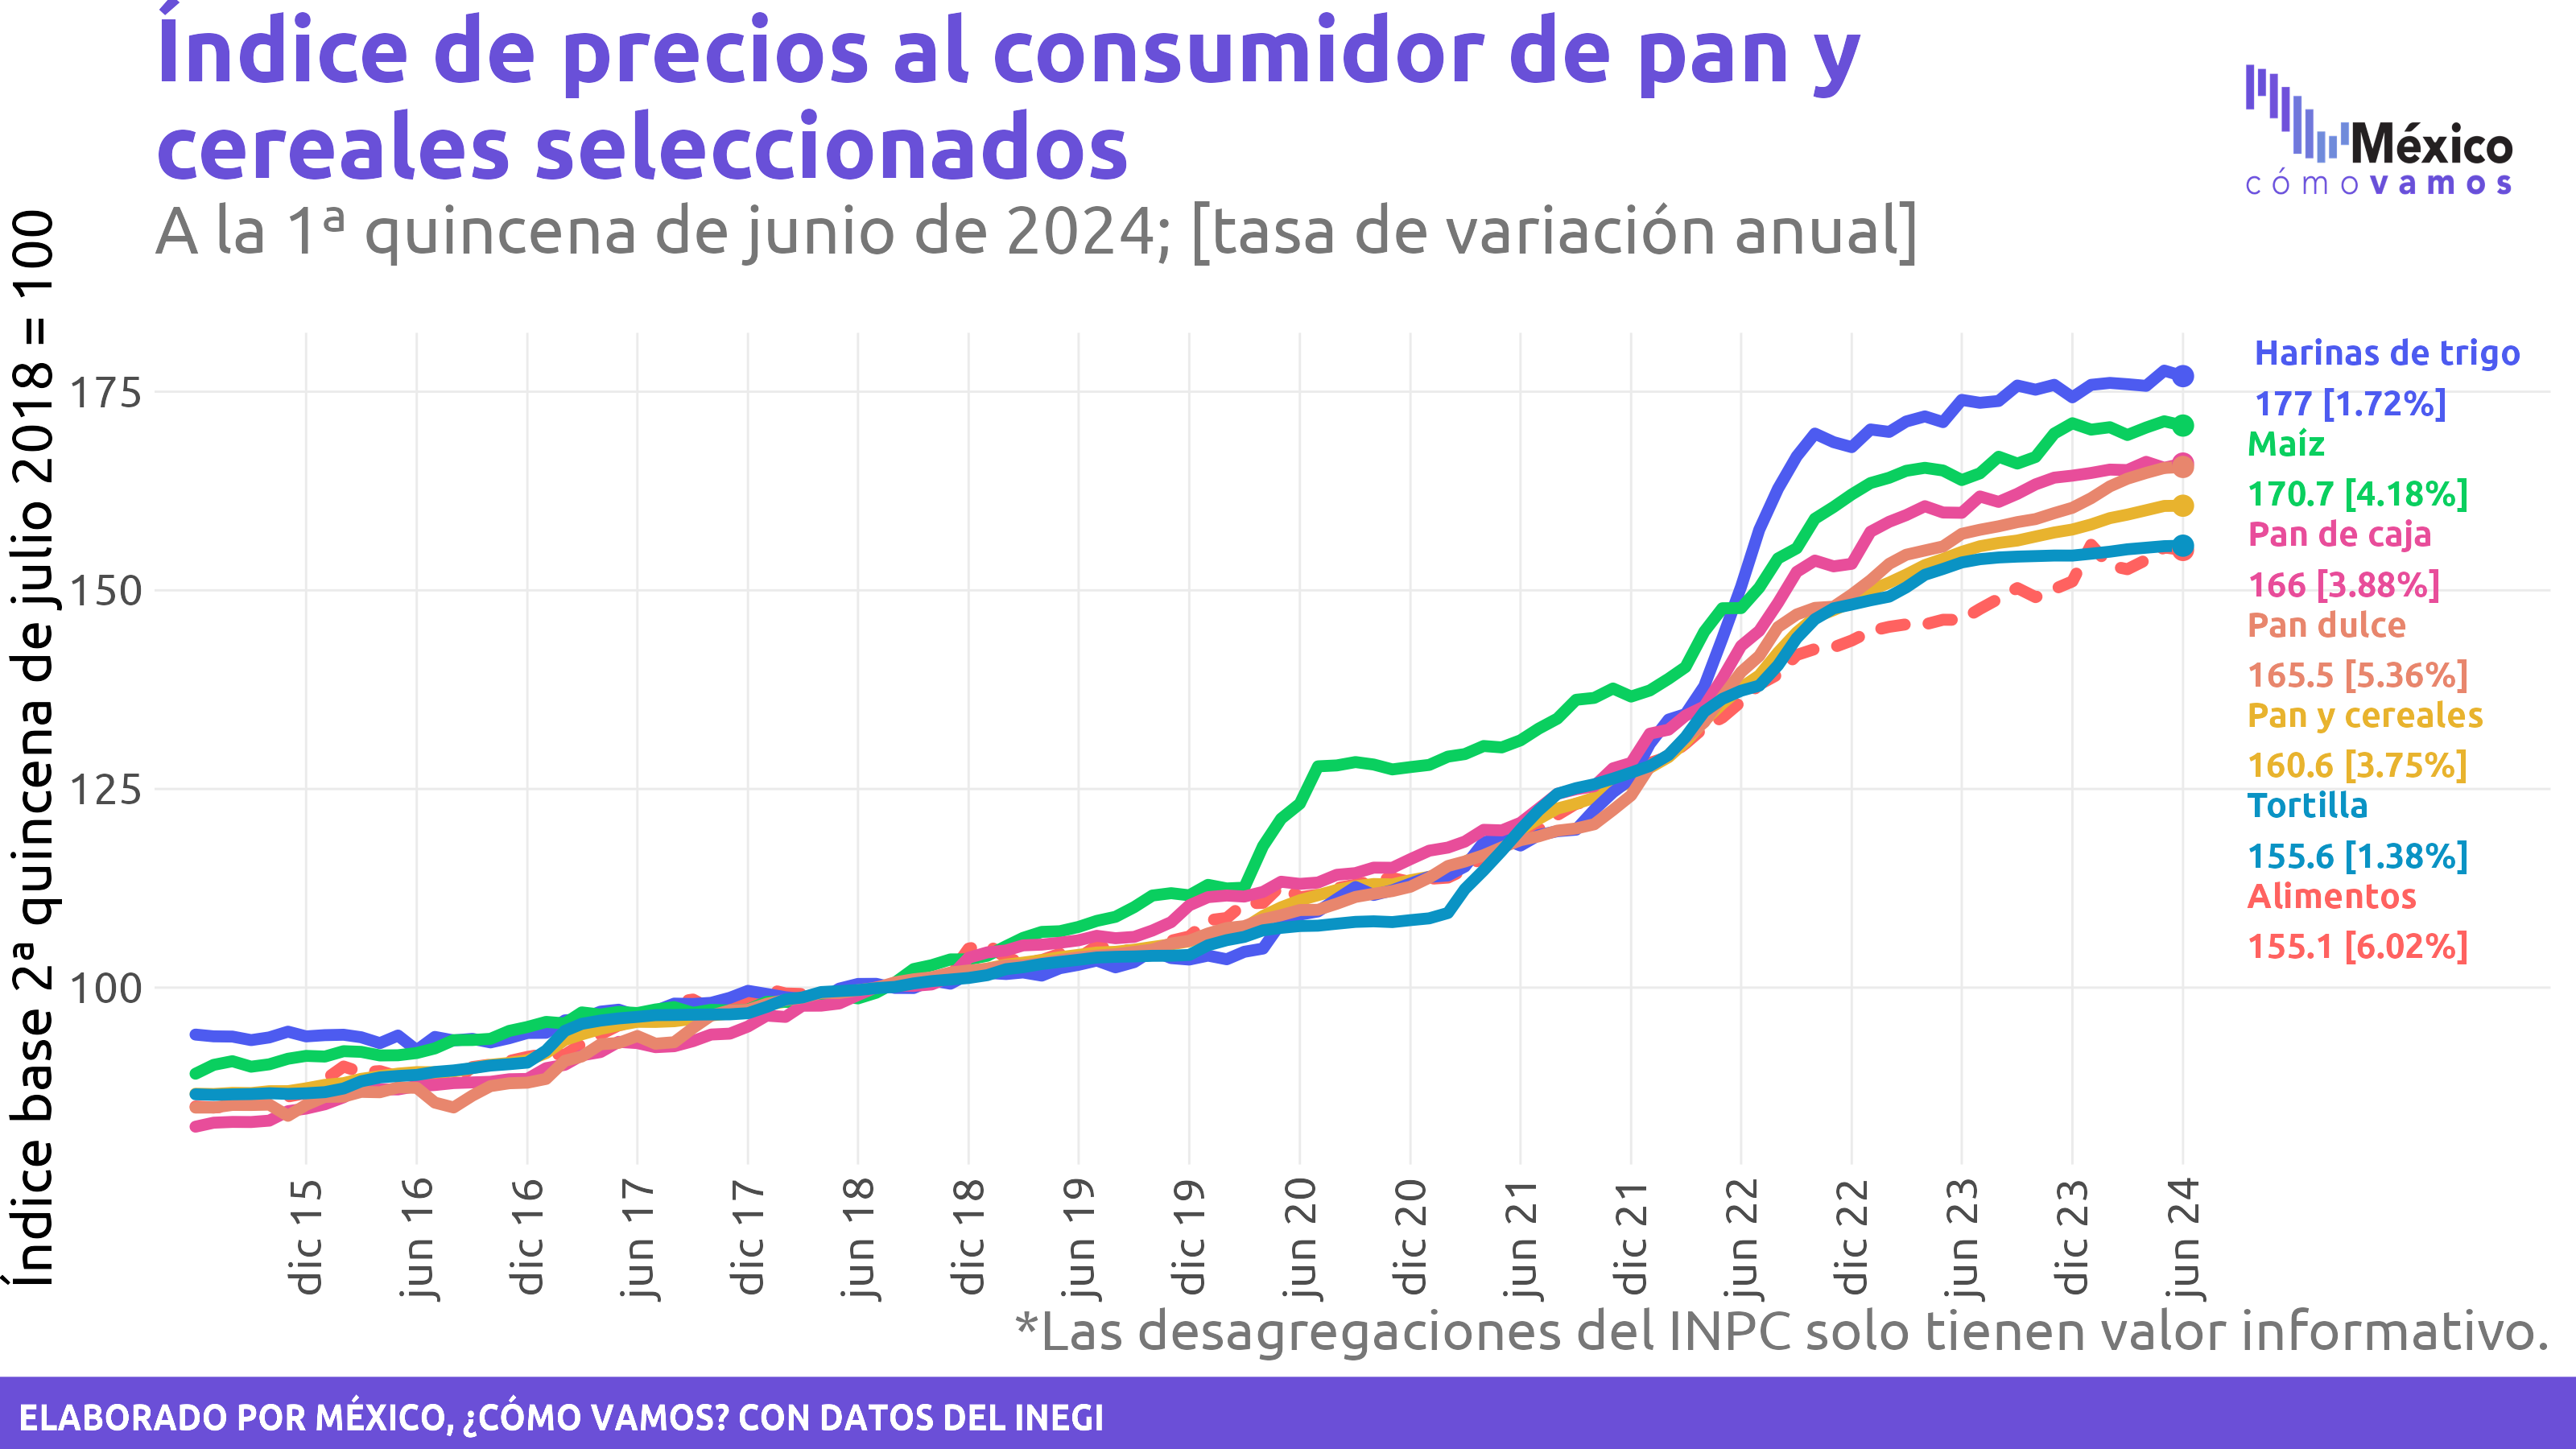 Índice de precios al consumidor de pan y
cereales seleccionados
A la 1ª quincena de junio de 2024; [tasa de variación anual]
México
cómo vamos
Índice base 2ª quincena de julio 2018 = 100
175
150
125
100
Harinas de trigo
177 [1.72%]
Maíz
170.7 [4.18%]
Pan de caja
166 [3.88%]
Pan dulce
165.5 [5.36%]
Pan y cereales
160.6 [3.75%]
Tortilla
155.6 [1.38%]
Alimentos
155.1 [6.02%]
dic 15
jun 16
dic 16
jun 17
dic 17
jun 18
dic 18
jun 19
dic 19
jun 20
dic 20
jun 21
dic 21
jun 22
dic 22
jun 23
dic 23
jun 24
*Las desagregaciones del INPC solo tienen valor informativo.
ELABORADO POR MÉXICO, ¿CÓMO VAMOS? CON DATOS DEL INEGI